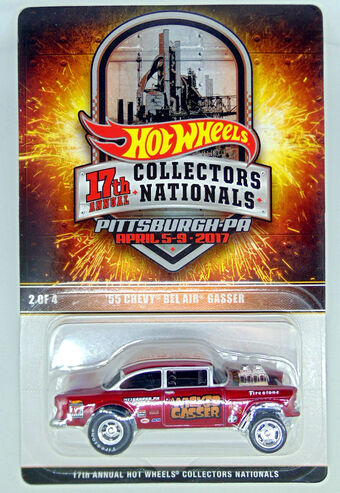 HOT WHEELS
17th
ANNUAL
COLLECTORS
NATIONALS
PITTSBURGH-PA
APRIL 5-9 - 2017
2 OF 4
'55 CHEVY® BEL AIR® GASSER
Firestone
GASSER
17th ANNUAL HOT WHEELS® COLLECTORS NATIONALS